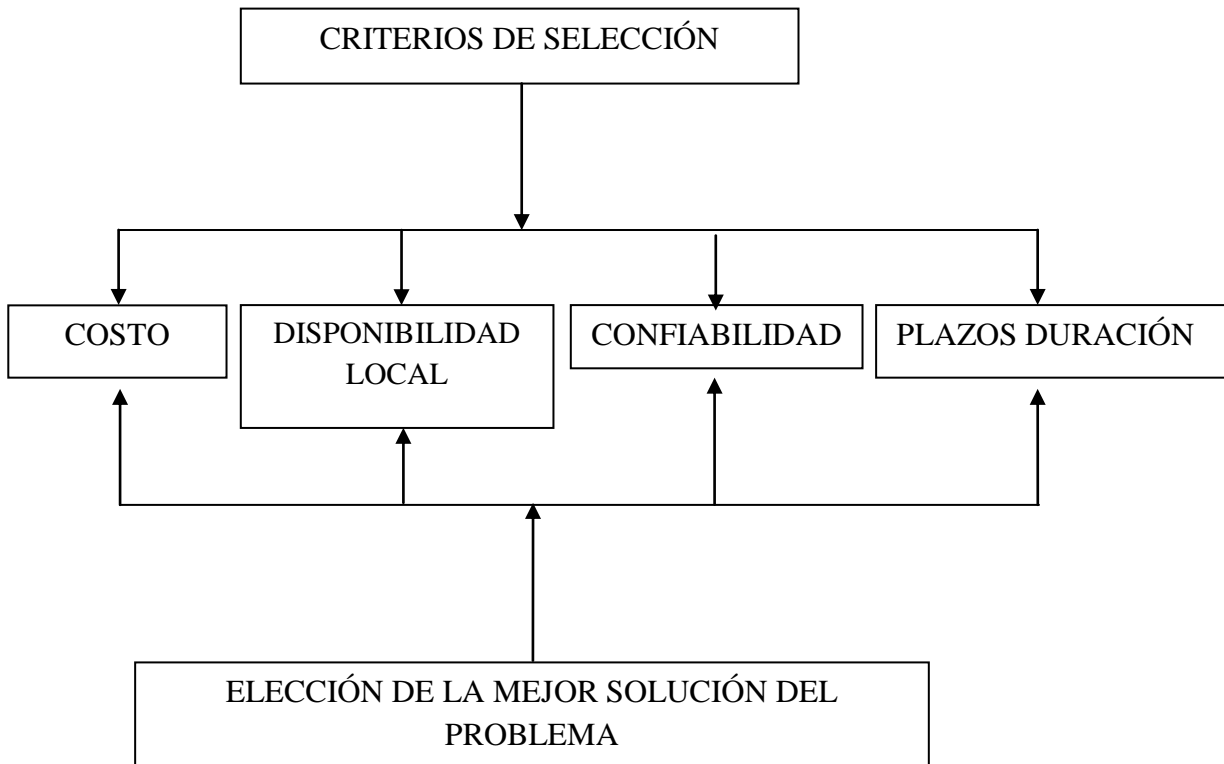 CRITERIOS DE SELECCIÓN
COSTO
DISPONIBILIDAD
LOCAL
CONFIABILIDAD
PLAZOS DURACIÓN
ELECCIÓN DE LA MEJOR SOLUCIÓN DEL
PROBLEMA